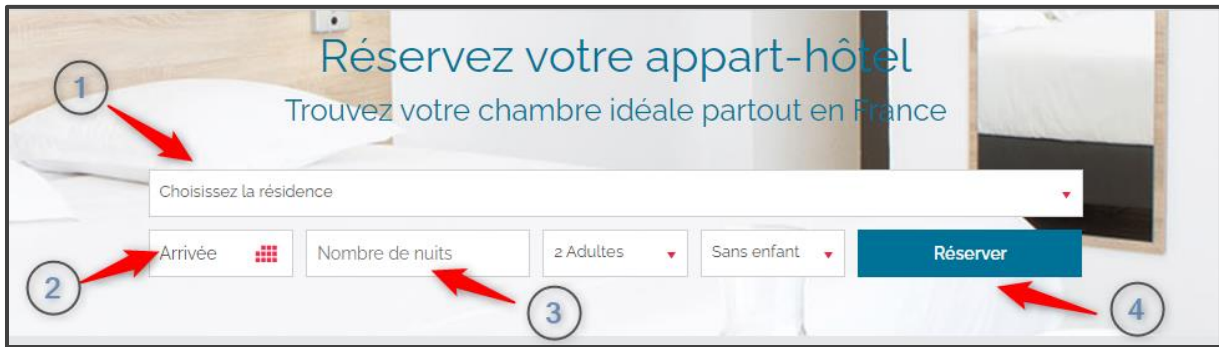 Réservez votre appart-hôtel
Trouvez votre chambre idéale partout en France
1
Choisissez la résidence
Arrivée Nombre de nuits 2 Adultes Sans enfant Réserver
2
3
4